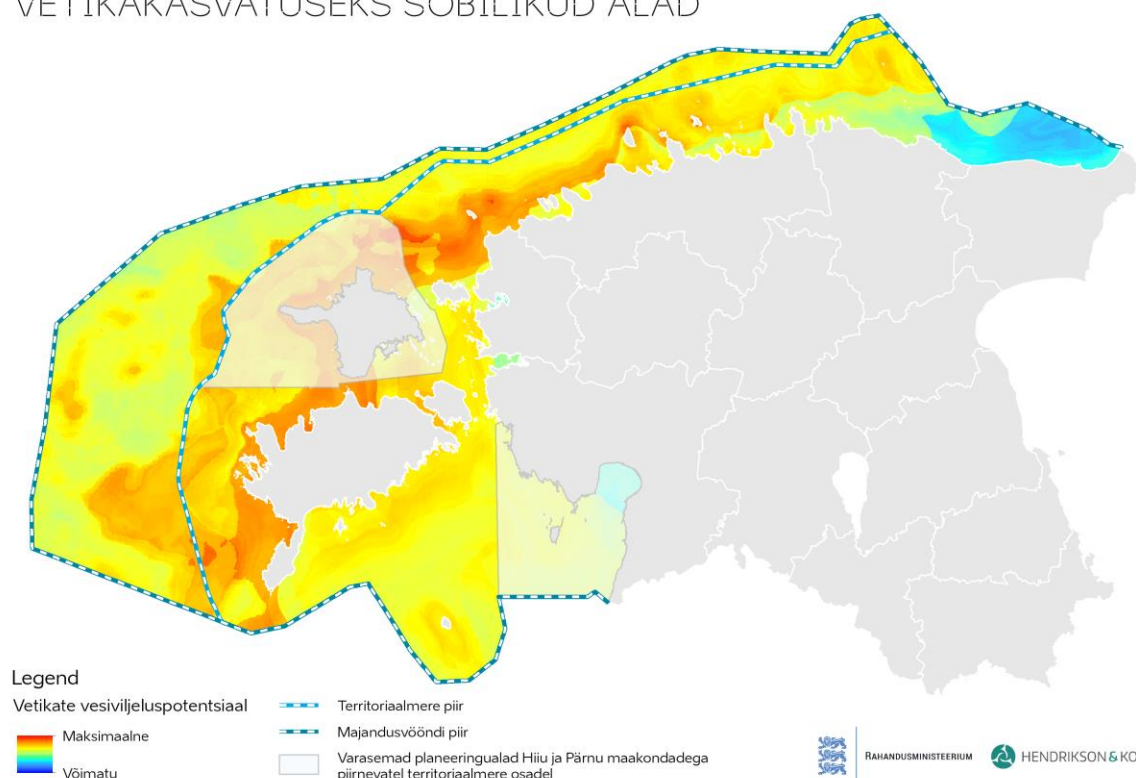 VETIKAKASVATUSEKS SOBILIKUD ALAD
Legend
Vetikate vesiviljeluspotentsiaal
Maksimaalne
Võimatu
Territoriaalmere piir
Majandusvööndi piir
Varasemad planeeringualad Hiiu ja Pärnu maakondadega
piirnevatel territoriaalmere osadel
RAHANDUSMINISTEERIUM
HENDRIKSON & KO